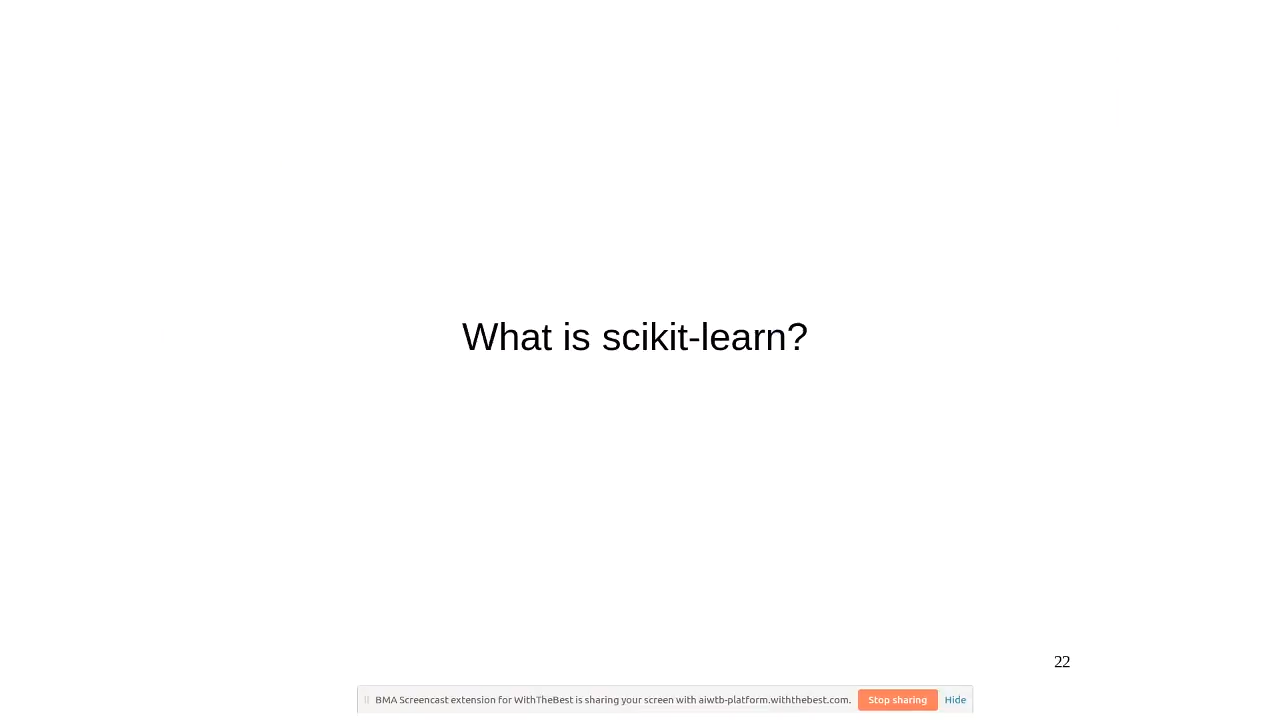 What is scikit-learn?
22
BMA Screencast extension for WithTheBest is sharing your screen with aiwtb-platform.withthebest.com. Stop sharing Hide